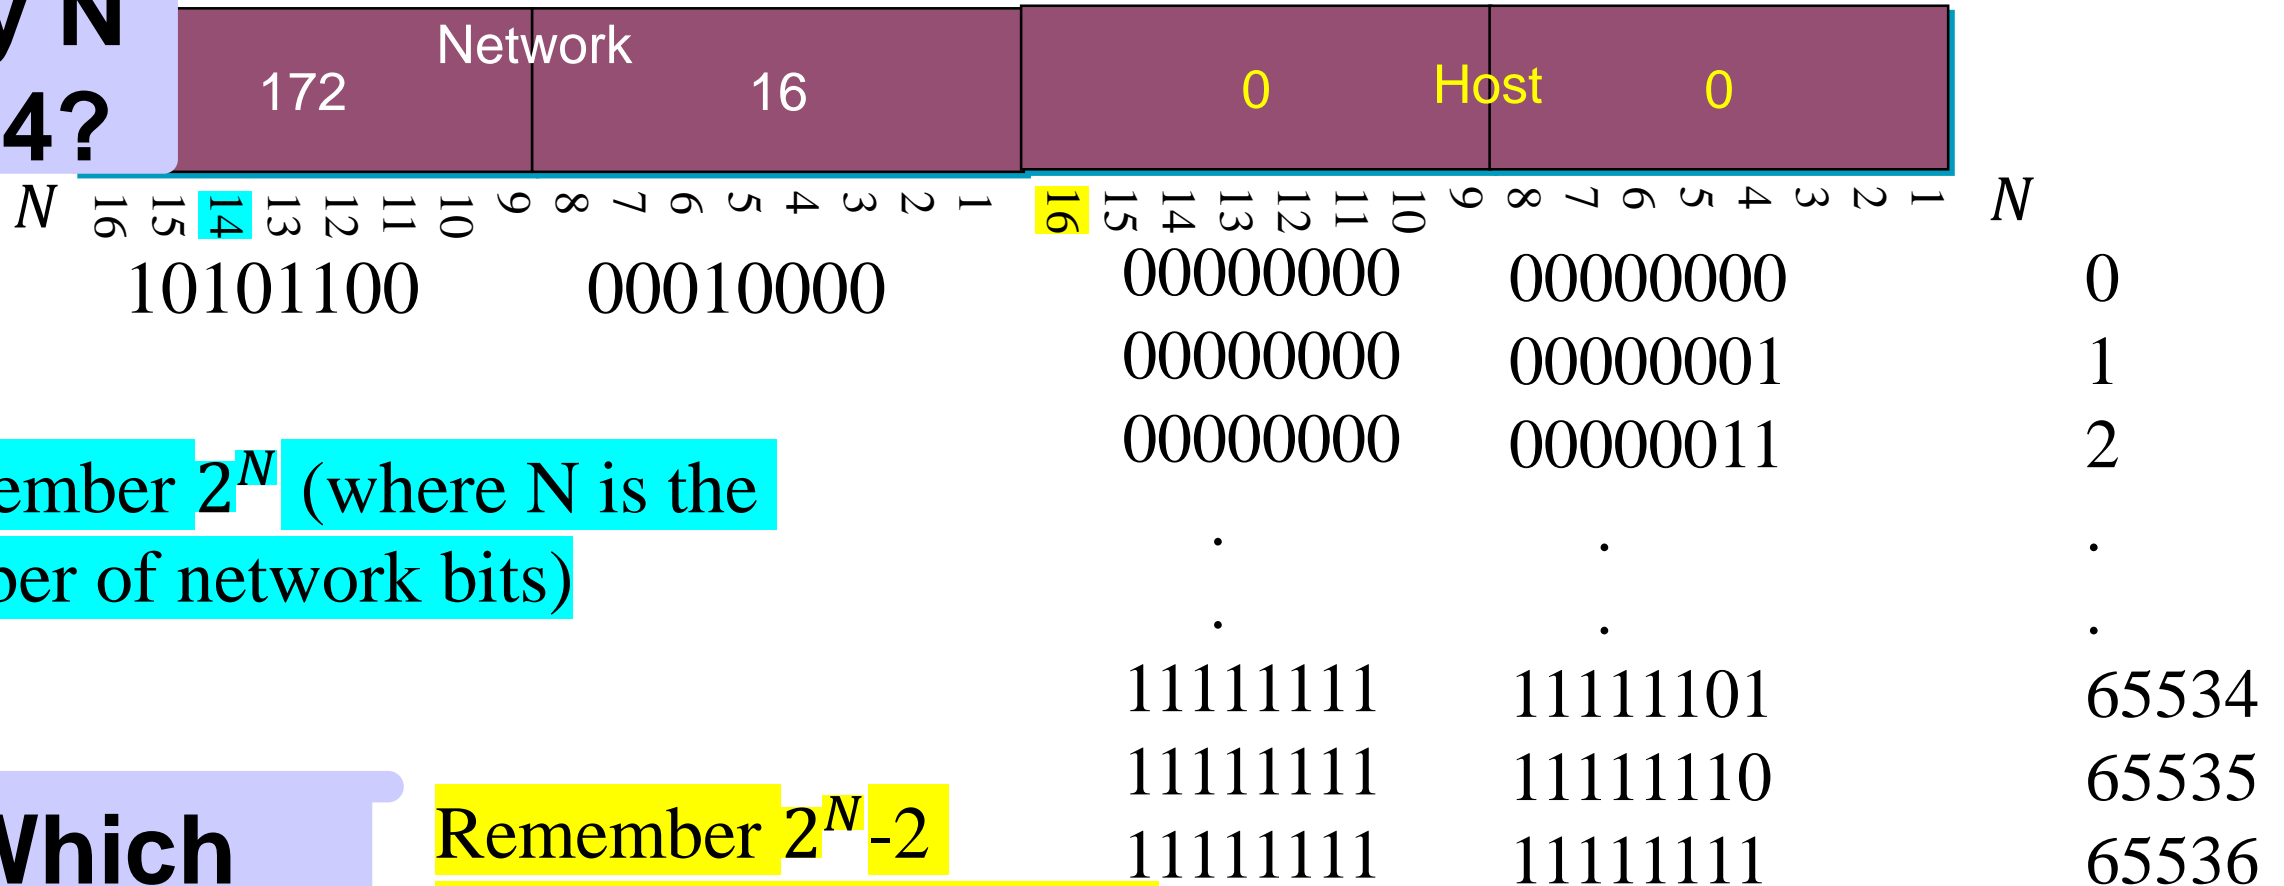 y N
4?
Network
172 16 0 Host 0
N 16 15 14 13 12 11 10 9 8 7 6 5 4 3 2 1 16 15 14 13 12 11 10 9 8 7 6 5 4 3 2 1 N
10101100 00010000 00000000 00000000 0
00000000 00000001 1
00000000 00000011 2
ember 2^N (where N is the
ber of network bits)
. . .
. . .
11111111 11111101 65534
11111111 11111110 65535
11111111 11111111 65536
Which
Remember 2^N-2